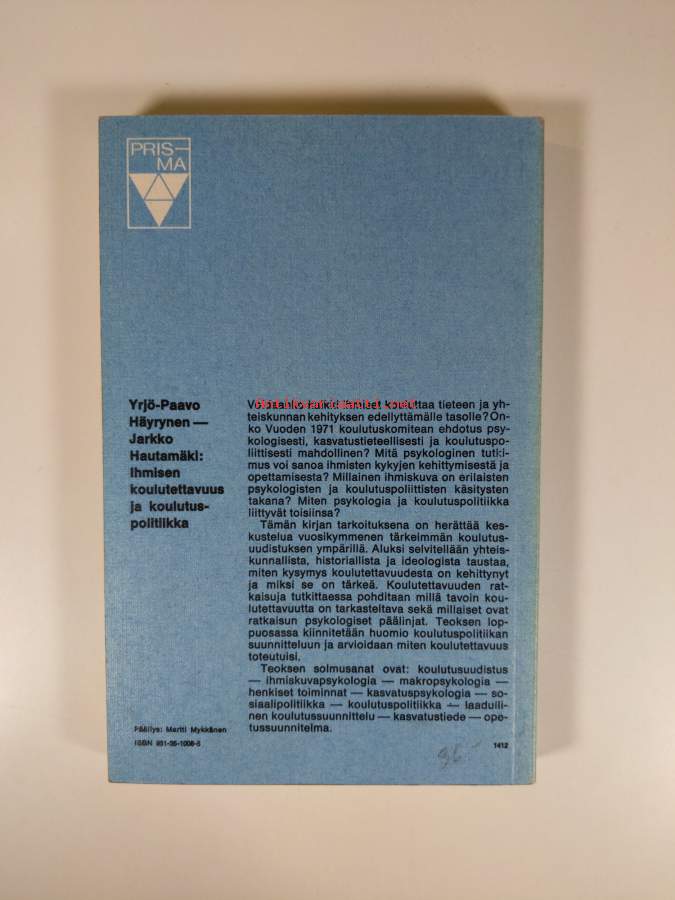 PRIS-
MA
Yrjö-Paavo
Häyrynen —
Jarkko
Hautamäki:
Ihmisen
koulutettavuus
ja koulutus-
politiikka
tieteen ja yh-
teiskunnan kehityksen edellyttämälle tasolle? On-
ko Vuoden 1971 koulutuskomitean ehdotus psy-
kologisesti, kasvatustieteellisesti ja koulutuspo-
liittisesti mahdollinen? Mitä psykologinen tutki-
mus voi sanoa ihmisten kykyjen kehittymisestä ja
opettamisesta? Millainen ihmiskuva on erilaisten
psykologisten ja koulutuspoliittisten käsitysten
takana? Miten psykologia ja koulutuspolitiikka
liittyvät toisiinsa?
Tämän kirjan tarkoituksena on herättää kes-
kustelua vuosikymmenen tärkeimmän koulutus-
uudistuksen ympärillä. Aluksi selvitellään yhteis-
kunnallista, historiallista ja ideologista taustaa,
miten kysymys koulutettavuudesta on kehittynyt
ja miksi se on tärkeä. Koulutettavuuden rat-
kaisuja tutkittaessa pohditaan millä tavoin kou-
lutettavuutta on tarkasteltava sekä millaiset ovat
ratkaisun psykologiset päälinjat. Teoksen lop-
puosassa kiinnitetään huomio koulutuspolitiikan
suunnitteluun ja arvioidaan miten koulutettavuus
toteutuisi.
Teoksen solmusanat ovat: koulutusuudistus
— ihmiskuvapsykologia — makropsykologia —
henkiset toiminnat — kasvatuspsykologia — so-
siaalipolitiikka — koulutuspolitiikka — laadulli-
nen koulutussuunnittelu — kasvatustiede — ope-
tussuunnitelma.
Päällys: Martti Mykkänen
ISBN 951-35-1008-5
1412
96